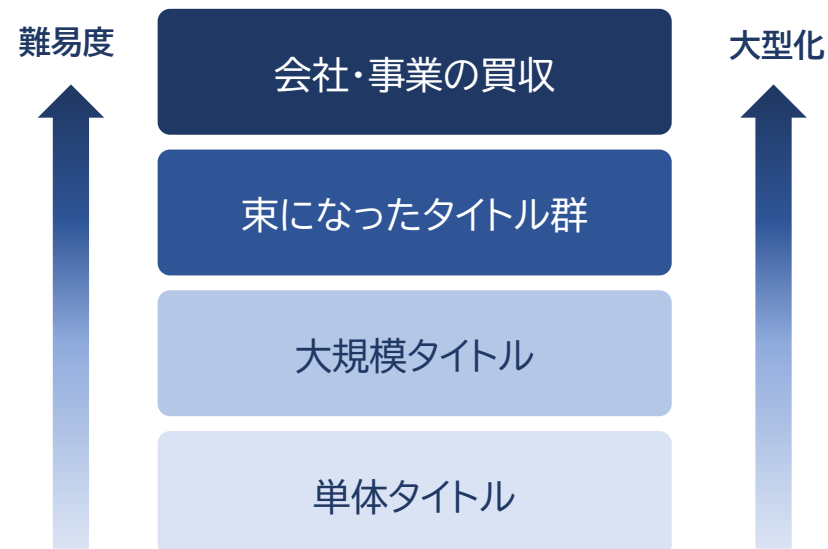 難易度
大型化
会社・事業の買収
束になったタイトル群
大規模タイトル
単体タイトル